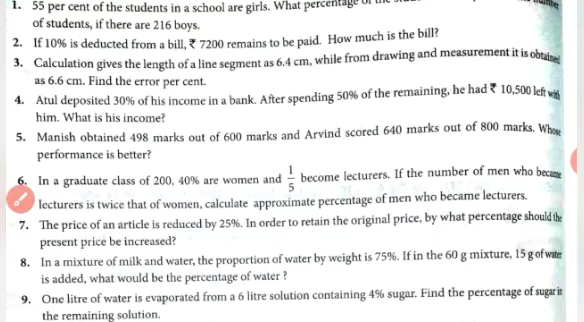 1. 55 per cent of the students in a school are girls. What percentage of the number
of students, if there are 216 boys.
2. If 10% is deducted from a bill, ₹ 7200 remains to be paid. How much is the bill?
3. Calculation gives the length of a line segment as 6.4 cm, while from drawing and measurement it is obtained
as 6.6 cm. Find the error per cent.
4. Atul deposited 30% of his income in a bank. After spending 50% of the remaining, he had ₹ 10,500 left with
him. What is his income?
5. Manish obtained 498 marks out of 600 marks and Arvind scored 640 marks out of 800 marks. Whose
performance is better?
6. In a graduate class of 200, 40% are women and 1/5 become lecturers. If the number of men who became
lecturers is twice that of women, calculate approximate percentage of men who became lecturers.
7. The price of an article is reduced by 25%. In order to retain the original price, by what percentage should the
present price be increased?
8. In a mixture of milk and water, the proportion of water by weight is 75%. If in the 60 g mixture, 15 g of water
is added, what would be the percentage of water ?
9. One litre of water is evaporated from a 6 litre solution containing 4% sugar. Find the percentage of sugar in
the remaining solution.